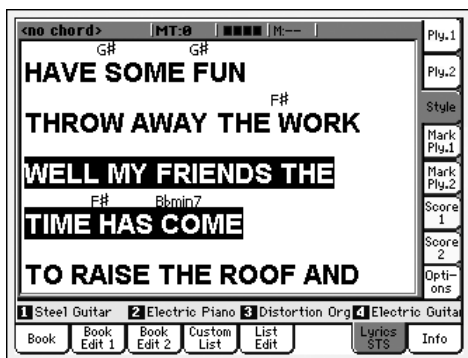 <no chord> MT:0 M:--
G# G#
HAVE SOME FUN
F#
THROW AWAY THE WORK
WELL MY FRIENDS THE
F# Bbmin7
TIME HAS COME
TO RAISE THE ROOF AND
1 Steel Guitar 2 Electric Piano 3 Distortion Org 4 Electric Guita
Book Book Edit 1 Book Edit 2 Custom List List Edit Lyrics STS Info
Ply.1
Ply.2
Style
Mark Ply.1
Mark Ply.2
Score 1
Score 2
Opti-ons